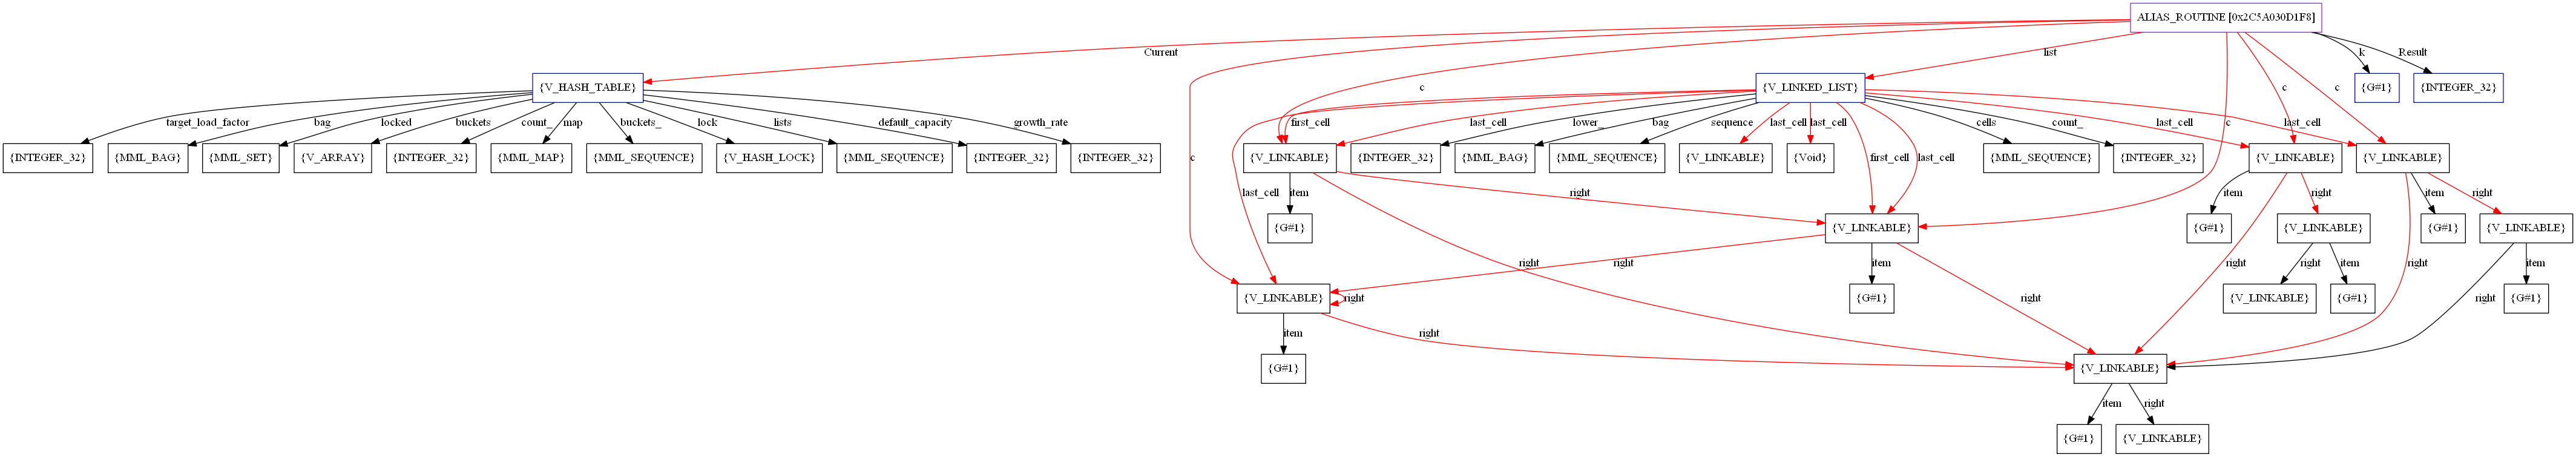 ALIAS_ROUTINE [0x2C5A030D1F8]
Current
list
k
Result
{V_HASH_TABLE}
c
{V_LINKED_LIST}
c
c
{G#1}
{INTEGER_32}
target_load_factor
bag
locked
buckets
count_
map
buckets_
lock
lists
default_capacity
growth_rate
first_cell
last_cell
lower_
bag
sequence
last_cell
last_cell
cells
count_
last_cell
c
last_cell
{INTEGER_32}
{MML_BAG}
{MML_SET}
{V_ARRAY}
{INTEGER_32}
{MML_MAP}
{MML_SEQUENCE}
{V_HASH_LOCK}
{MML_SEQUENCE}
{INTEGER_32}
{INTEGER_32}
c
{V_LINKABLE}
{INTEGER_32}
{MML_BAG}
{MML_SEQUENCE}
{V_LINKABLE}
{Void}
first_cell
last_cell
{MML_SEQUENCE}
{INTEGER_32}
{V_LINKABLE}
{V_LINKABLE}
last_cell
item
right
item
right
item
right
{G#1}
{V_LINKABLE}
{G#1}
{V_LINKABLE}
{G#1}
{V_LINKABLE}
right
right
item
right
right
item
right
right
item
{V_LINKABLE}
right
{G#1}
right
{V_LINKABLE}
{G#1}
right
{G#1}
item
right
{G#1}
{V_LINKABLE}
item
right
{G#1}
{V_LINKABLE}